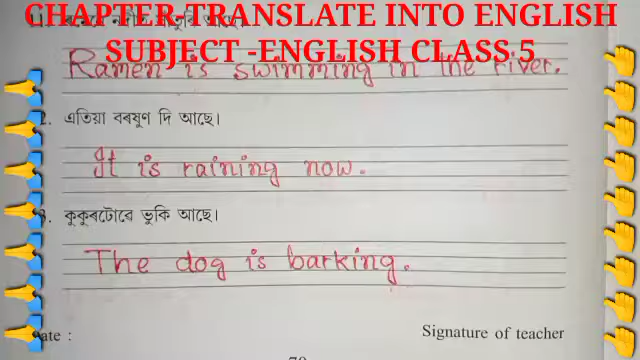 CHAPTER-TRANSLATE INTO ENGLISH
SUBJECT -ENGLISH CLASS 5
Ramen is swimming in the river.
2. এতিয়া বৰষুণ দি আছে।
It is raining now.
3. কুকুৰটোৱে ভুকি আছে।
The dog is barking.
Date :
Signature of teacher